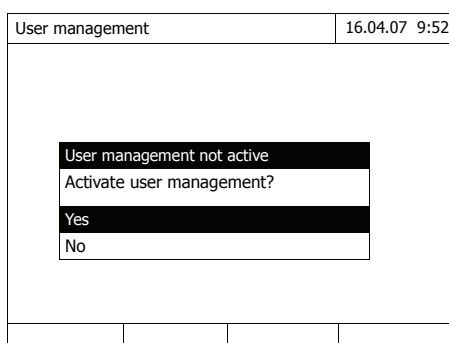 User management
16.04.07 9:52
User management not active
Activate user management?
Yes
No